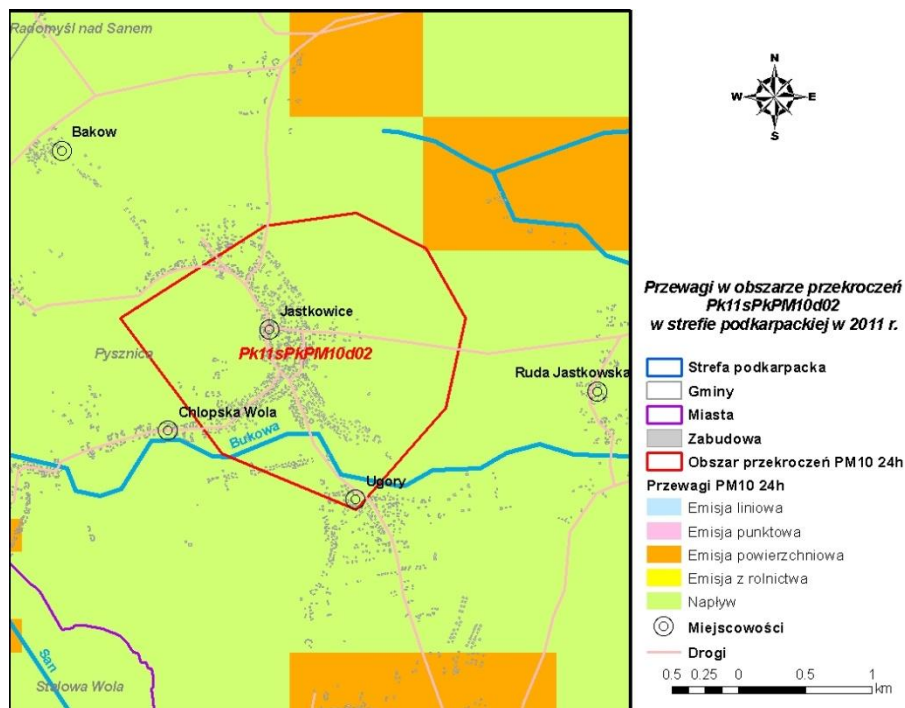 Radomyśl nad Sanem
Bakow
Jastkowice
Pk11sPkPM10d02
Pysznica
Ruda Jastkowska
Chlopska Wola
Bukowa
Ugory
San
Stalowa Wola
N
W E
S
Przewagi w obszarze przekroczeń
Pk11sPkPM10d02
w strefie podkarpackiej w 2011 r.
Strefa podkarpacka
Gminy
Miasta
Zabudowa
Obszar przekroczeń PM10 24h
Przewagi PM10 24h
Emisja liniowa
Emisja punktowa
Emisja powierzchniowa
Emisja z rolnictwa
Napływ
Miejscowości
Drogi
0.5 0.25 0 0.5 1
km